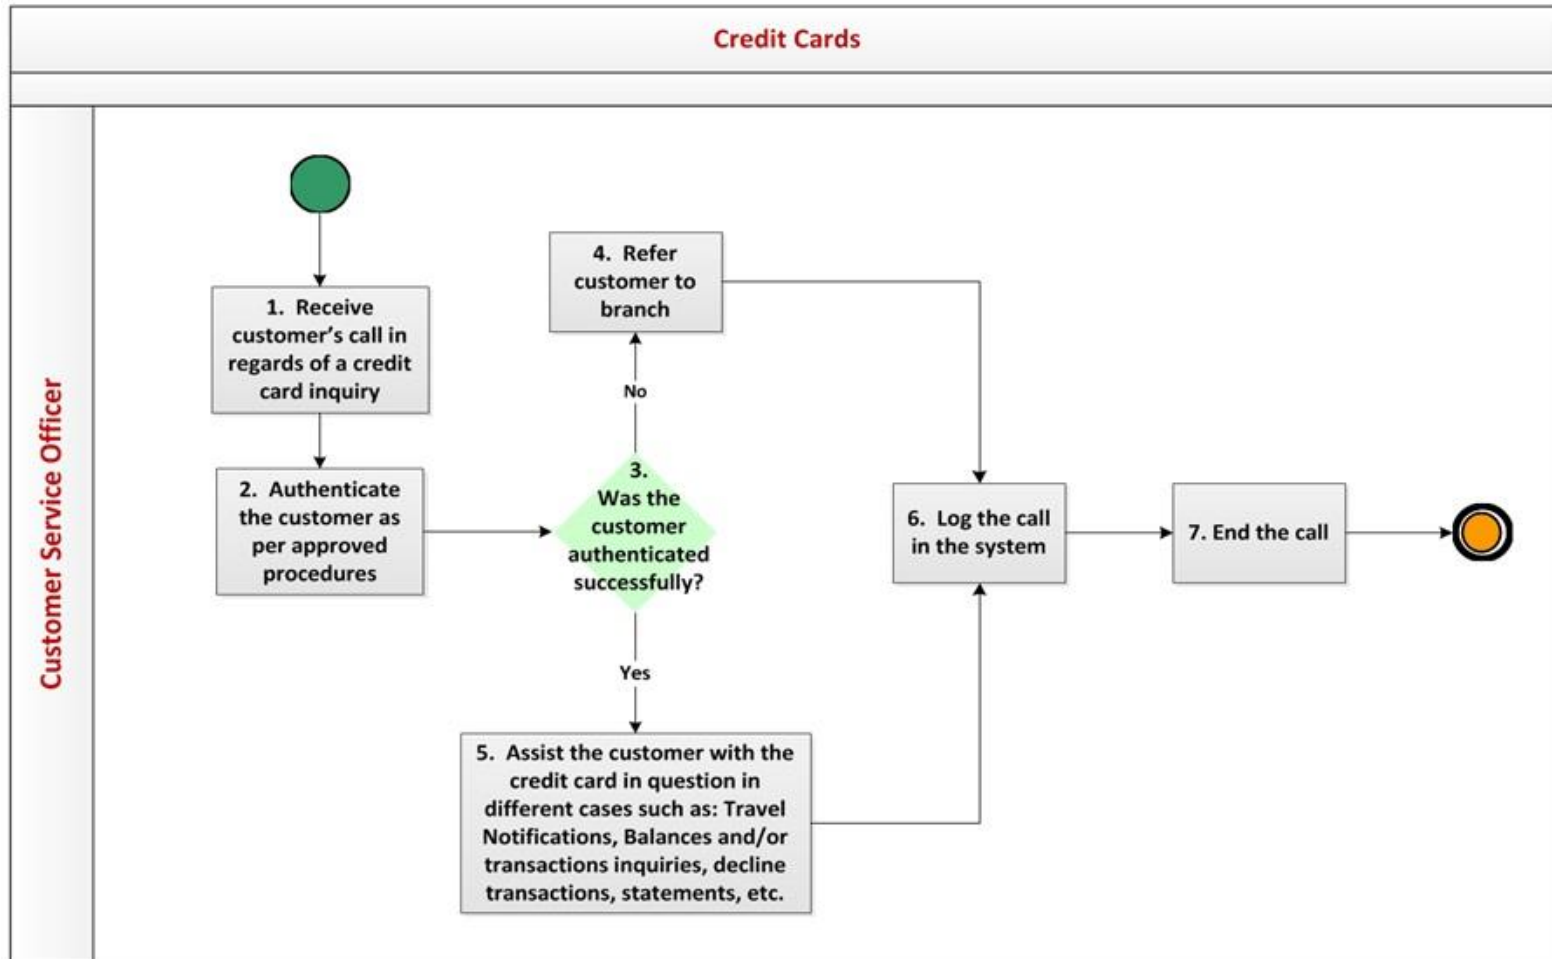 Credit Cards
Customer Service Officer
1.  Receive
customer’s call in
regards of a credit
card inquiry
2.  Authenticate
the customer as
per approved
procedures
3.
Was the
customer
authenticated
successfully?
No
4.  Refer
customer to
branch
Yes
5.  Assist the customer with the
credit card in question in
different cases such as: Travel
Notifications, Balances and/or
transactions inquiries, decline
transactions, statements, etc.
6.  Log the call
in the system
7. End the call